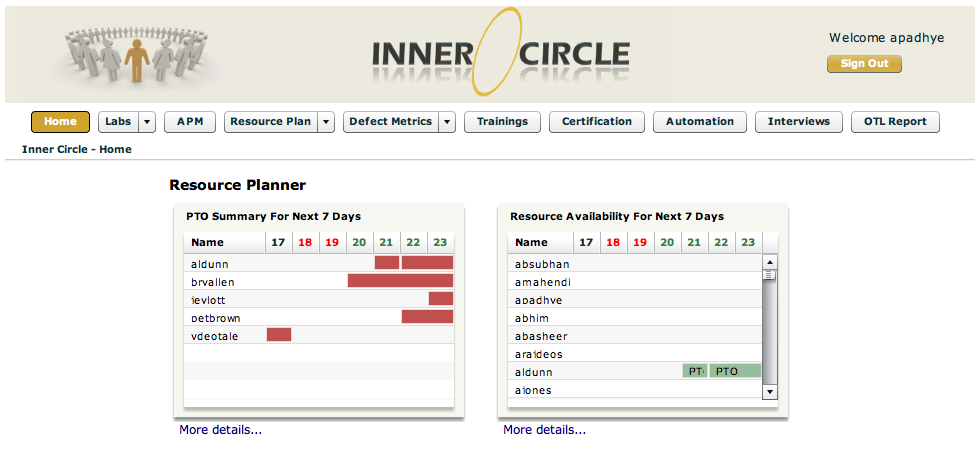 INNER CIRCLE
Welcome apadhye
Sign Out
Home Labs APM Resource Plan Defect Metrics Trainings Certification Automation Interviews OTL Report
Inner Circle - Home
Resource Planner
PTO Summary For Next 7 Days
Name 17 18 19 20 21 22 23
aldunn
brvallen
jevlott
petbrown
vdeotale
More details...
Resource Availability For Next 7 Days
Name 17 18 19 20 21 22 23
absubhan
amahendi
apadhye
abhim
abasheer
arajdeos
aldunn PTO
ajones
More details...